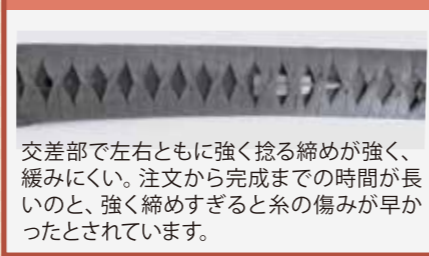 交差部で左右ともに強く捻る締めが強く、
緩みにくい。注文から完成までの時間が長
いのと、強く締めすぎると糸の傷みが早か
ったとされています。